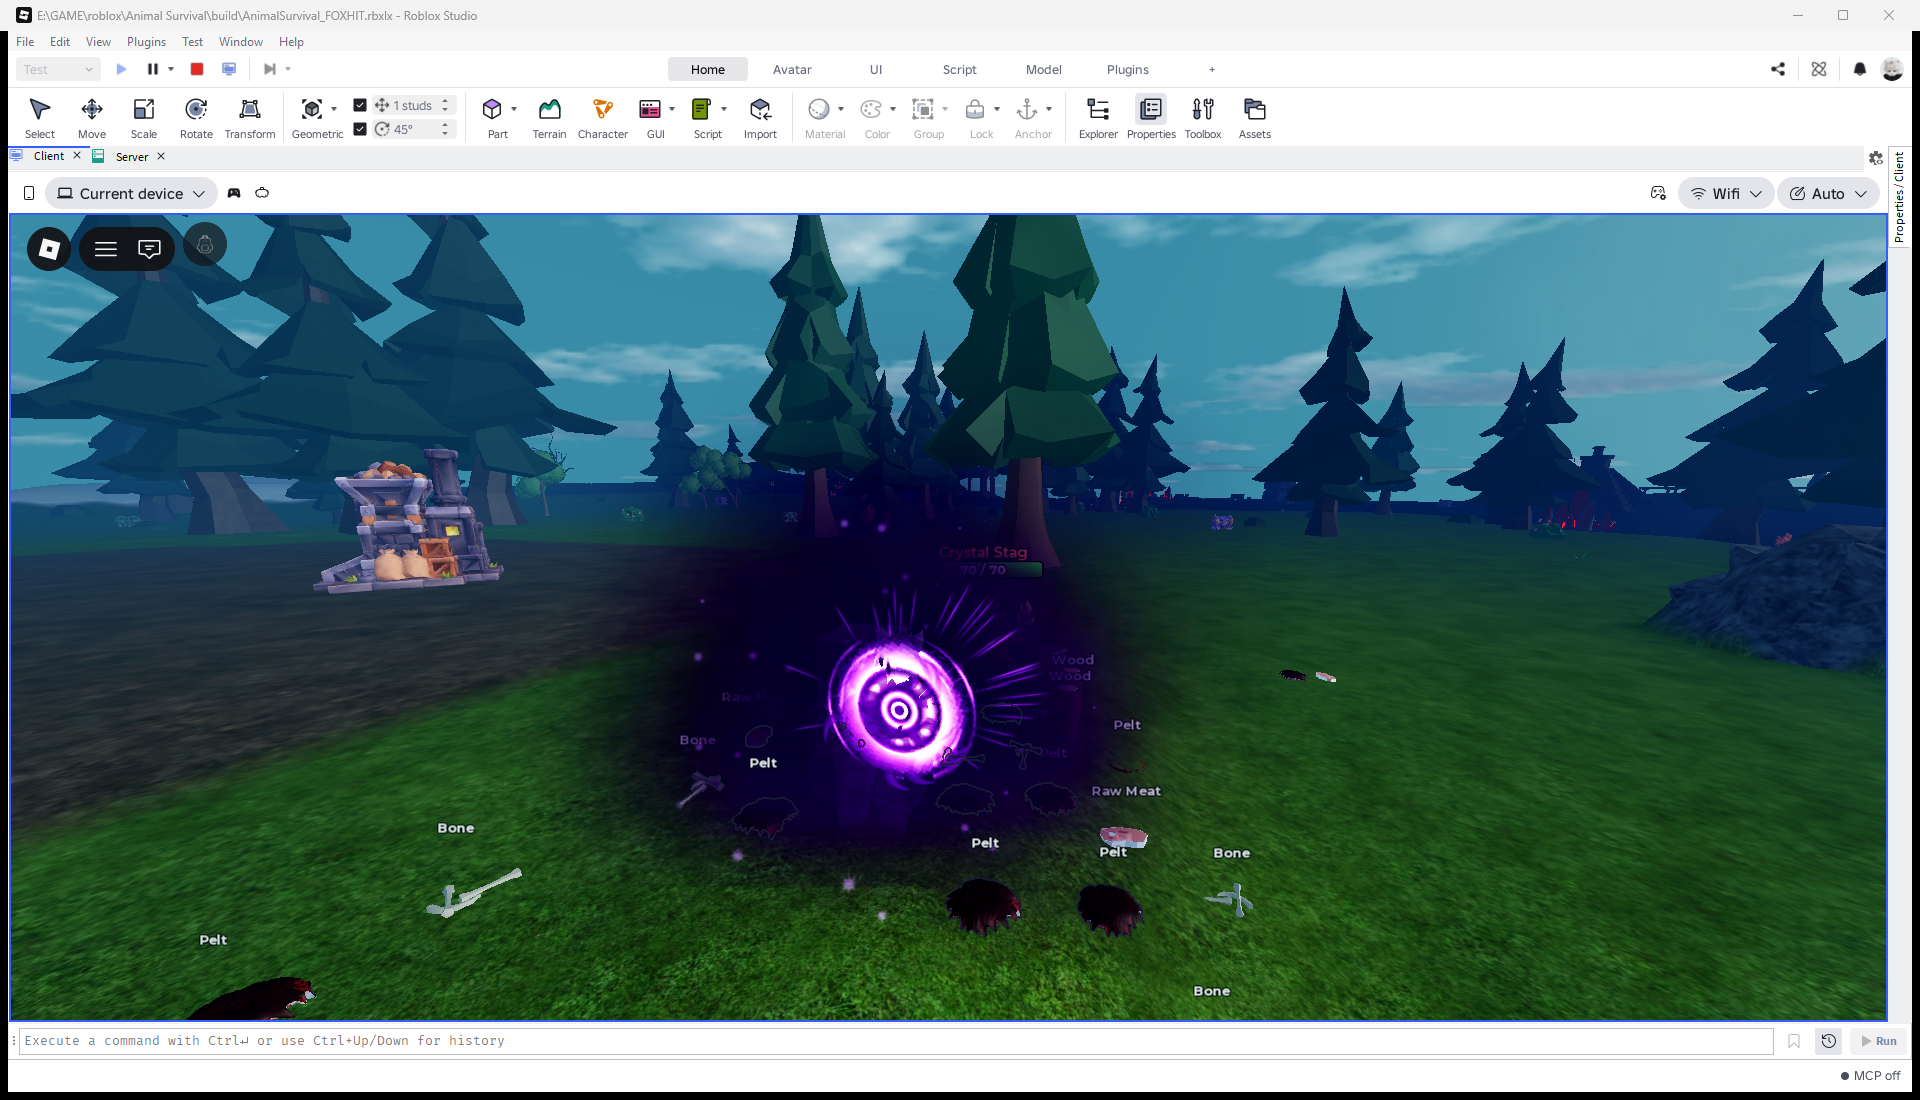 E:\GAME\roblox\Animal Survival\build\AnimalSurvival_FOXHIT.rbxlx - Roblox Studio
File Edit View Plugins Test Window Help
Test
Home Avatar UI Script Model Plugins +
1 studs
45°
Select Move Scale Rotate Transform Geometric Part Terrain Character GUI Script Import Material Color Group Lock Anchor Explorer Properties Toolbox Assets
Client Server
Properties / Client
Current device
Wifi Auto
Crystal Stag
70 / 70
Wood
Wood
Pelt
Bone
Pelt
Raw Meat
Bone
Pelt
Pelt
Bone
Pelt
Bone
Execute a command with Ctrl↵ or use Ctrl+Up/Down for history
Run
MCP off